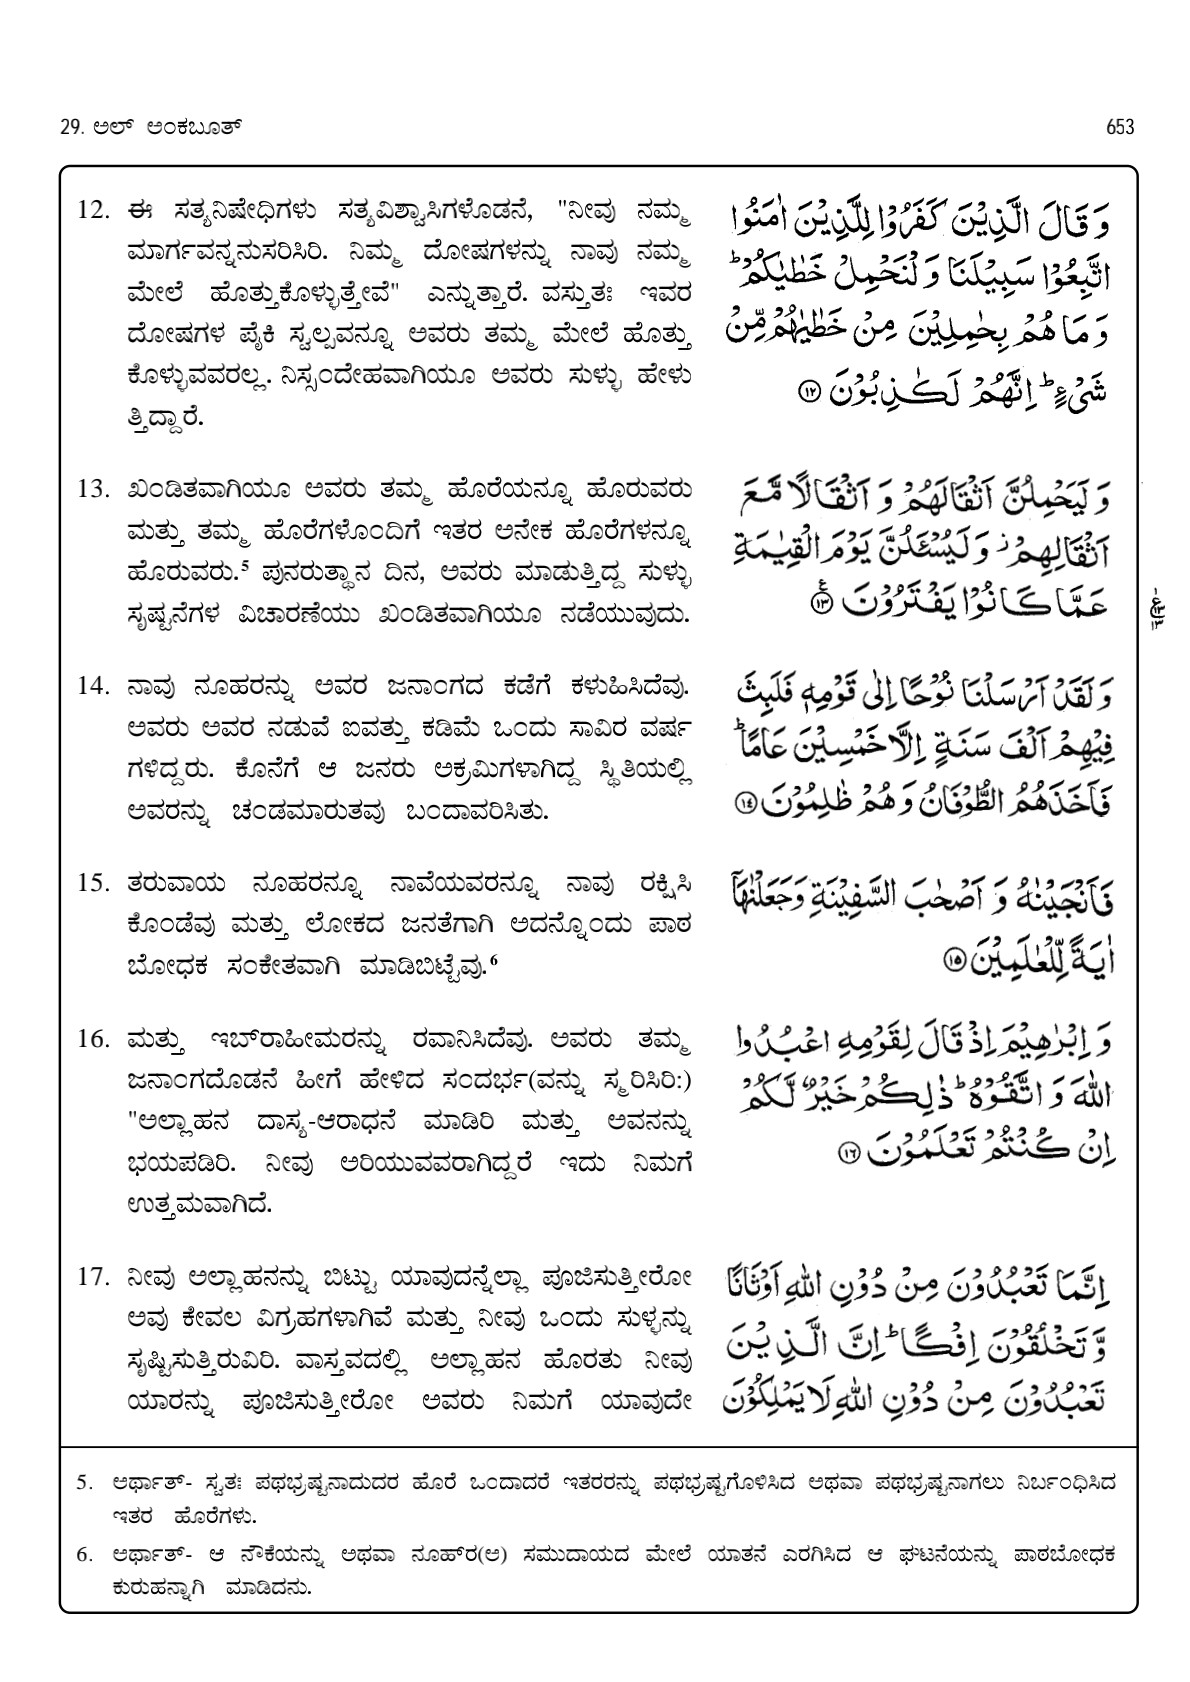 29. ಅಲ್ ಅಂಕಬೂತ್
653
12. ಈ ಸತ್ಯನಿಷೇಧಿಗಳು ಸತ್ಯವಿಶ್ವಾಸಿಗಳೊಡನೆ, "ನೀವು ನಮ್ಮ
ಮಾರ್ಗವನ್ನನುಸರಿಸಿರಿ. ನಿಮ್ಮ ದೋಷಗಳನ್ನು ನಾವು ನಮ್ಮ
ಮೇಲೆ ಹೊತ್ತುಕೊಳ್ಳುತ್ತೇವೆ" ಎನ್ನುತ್ತಾರೆ. ವಸ್ತುತಃ ಇವರ
ದೋಷಗಳ ಪೈಕಿ ಸ್ವಲ್ಪವನ್ನೂ ಅವರು ತಮ್ಮ ಮೇಲೆ ಹೊತ್ತು
ಕೊಳ್ಳುವವರಲ್ಲ. ನಿಸ್ಸಂದೇಹವಾಗಿಯೂ ಅವರು ಸುಳ್ಳು ಹೇಳು
ತ್ತಿದ್ದಾರೆ.
وَ قَالَ الَّذِيْنَ كَفَرُوْا لِلَّذِيْنَ اٰمَنُوا
اتَّبِعُوْا سَبِيْلَنَا وَ لْنَحْمِلْ خَطٰيٰكُمْ ؕ
وَ مَا هُمْ بِحٰمِلِيْنَ مِنْ خَطٰيٰهُمْ مِّنْ
شَيْءٍ ؕ اِنَّهُمْ لَكٰذِبُوْنَ ۝۱۲
13. ಖಂಡಿತವಾಗಿಯೂ ಅವರು ತಮ್ಮ ಹೊರೆಯನ್ನೂ ಹೊರುವರು
ಮತ್ತು ತಮ್ಮ ಹೊರೆಗಳೊಂದಿಗೆ ಇತರ ಅನೇಕ ಹೊರೆಗಳನ್ನೂ
ಹೊರುವರು.⁵ ಪುನರುತ್ಥಾನ ದಿನ, ಅವರು ಮಾಡುತ್ತಿದ್ದ ಸುಳ್ಳು
ಸೃಷ್ಟನೆಗಳ ವಿಚಾರಣೆಯು ಖಂಡಿತವಾಗಿಯೂ ನಡೆಯುವುದು.
وَ لَيَحْمِلُنَّ اَثْقَالَهُمْ وَ اَثْقَالًا مَّعَ
اَثْقَالِهِمْ ؗ وَ لَيُسْـَٔلُنَّ يَوْمَ الْقِيٰمَةِ
عَمَّا كَانُوْا يَفْتَرُوْنَ ۝۱۳
14. ನಾವು ನೂಹರನ್ನು ಅವರ ಜನಾಂಗದ ಕಡೆಗೆ ಕಳುಹಿಸಿದೆವು.
ಅವರು ಅವರ ನಡುವೆ ಐವತ್ತು ಕಡಿಮೆ ಒಂದು ಸಾವಿರ ವರ್ಷ
ಗಳಿದ್ದರು. ಕೊನೆಗೆ ಆ ಜನರು ಅಕ್ರಮಿಗಳಾಗಿದ್ದ ಸ್ಥಿತಿಯಲ್ಲಿ
ಅವರನ್ನು ಚಂಡಮಾರುತವು ಬಂದಾವರಿಸಿತು.
وَ لَقَدْ اَرْسَلْنَا نُوْحًا اِلٰى قَوْمِهٖ فَلَبِثَ
فِيْهِمْ اَلْفَ سَنَةٍ اِلَّا خَمْسِيْنَ عَامًا ؕ
فَاَخَذَهُمُ الطُّوْفَانُ وَ هُمْ ظٰلِمُوْنَ ۝۱۴
15. ತರುವಾಯ ನೂಹರನ್ನೂ ನಾವೆಯವರನ್ನೂ ನಾವು ರಕ್ಷಿಸಿ
ಕೊಂಡೆವು ಮತ್ತು ಲೋಕದ ಜನತೆಗಾಗಿ ಅದನ್ನೊಂದು ಪಾಠ
ಬೋಧಕ ಸಂಕೇತವಾಗಿ ಮಾಡಿಬಿಟ್ಟೆವು.⁶
فَاَنْجَيْنٰهُ وَ اَصْحٰبَ السَّفِيْنَةِ وَ جَعَلْنٰهَاۤ
اٰيَةً لِّلْعٰلَمِيْنَ ۝۱۵
16. ಮತ್ತು ಇಬ್‌ರಾಹೀಮರನ್ನು ರವಾನಿಸಿದೆವು. ಅವರು ತಮ್ಮ
ಜನಾಂಗದೊಡನೆ ಹೀಗೆ ಹೇಳಿದ ಸಂದರ್ಭ(ವನ್ನು ಸ್ಮರಿಸಿರಿ:)
"ಅಲ್ಲಾಹನ ದಾಸ್ಯ-ಆರಾಧನೆ ಮಾಡಿರಿ ಮತ್ತು ಅವನನ್ನು
ಭಯಪಡಿರಿ. ನೀವು ಅರಿಯುವವರಾಗಿದ್ದರೆ ಇದು ನಿಮಗೆ
ಉತ್ತಮವಾಗಿದೆ.
وَ اِبْرٰهِيْمَ اِذْ قَالَ لِقَوْمِهِ اعْبُدُوا
اللّٰهَ وَ اتَّقُوْهُ ؕ ذٰلِكُمْ خَيْرٌ لَّكُمْ
اِنْ كُنْتُمْ تَعْلَمُوْنَ ۝۱۶
17. ನೀವು ಅಲ್ಲಾಹನನ್ನು ಬಿಟ್ಟು ಯಾವುದನ್ನೆಲ್ಲಾ ಪೂಜಿಸುತ್ತೀರೋ
ಅವು ಕೇವಲ ವಿಗ್ರಹಗಳಾಗಿವೆ ಮತ್ತು ನೀವು ಒಂದು ಸುಳ್ಳನ್ನು
ಸೃಷ್ಟಿಸುತ್ತಿರುವಿರಿ. ವಾಸ್ತವದಲ್ಲಿ ಅಲ್ಲಾಹನ ಹೊರತು ನೀವು
ಯಾರನ್ನು ಪೂಜಿಸುತ್ತೀರೋ ಅವರು ನಿಮಗೆ ಯಾವುದೇ
اِنَّمَا تَعْبُدُوْنَ مِنْ دُوْنِ اللّٰهِ اَوْثَانًا
وَّ تَخْلُقُوْنَ اِفْكًا ؕ اِنَّ الَّذِيْنَ
تَعْبُدُوْنَ مِنْ دُوْنِ اللّٰهِ لَا يَمْلِكُوْنَ
5. ಅರ್ಥಾತ್- ಸ್ವತಃ ಪಥಭ್ರಷ್ಟನಾದುದರ ಹೊರೆ ಒಂದಾದರೆ ಇತರರನ್ನು ಪಥಭ್ರಷ್ಟಗೊಳಿಸಿದ ಅಥವಾ ಪಥಭ್ರಷ್ಟನಾಗಲು ನಿರ್ಬಂಧಿಸಿದ
ಇತರ ಹೊರೆಗಳು.
6. ಅರ್ಥಾತ್- ಆ ನೌಕೆಯನ್ನು ಅಥವಾ ನೂಹ್‌ರ(ಅ) ಸಮುದಾಯದ ಮೇಲೆ ಯಾತನೆ ಎರಗಿಸಿದ ಆ ಘಟನೆಯನ್ನು ಪಾಠಬೋಧಕ
ಕುರುಹನ್ನಾಗಿ ಮಾಡಿದನು.